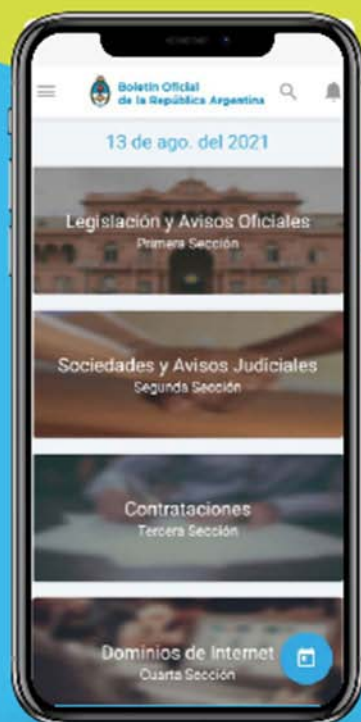 Boletín Oficial
de la República Argentina
13 de ago. del 2021
Legislación y Avisos Oficiales
Primera Sección
Sociedades y Avisos Judiciales
Segunda Sección
Contrataciones
Tercera Sección
Dominios de Internet
Cuarta Sección